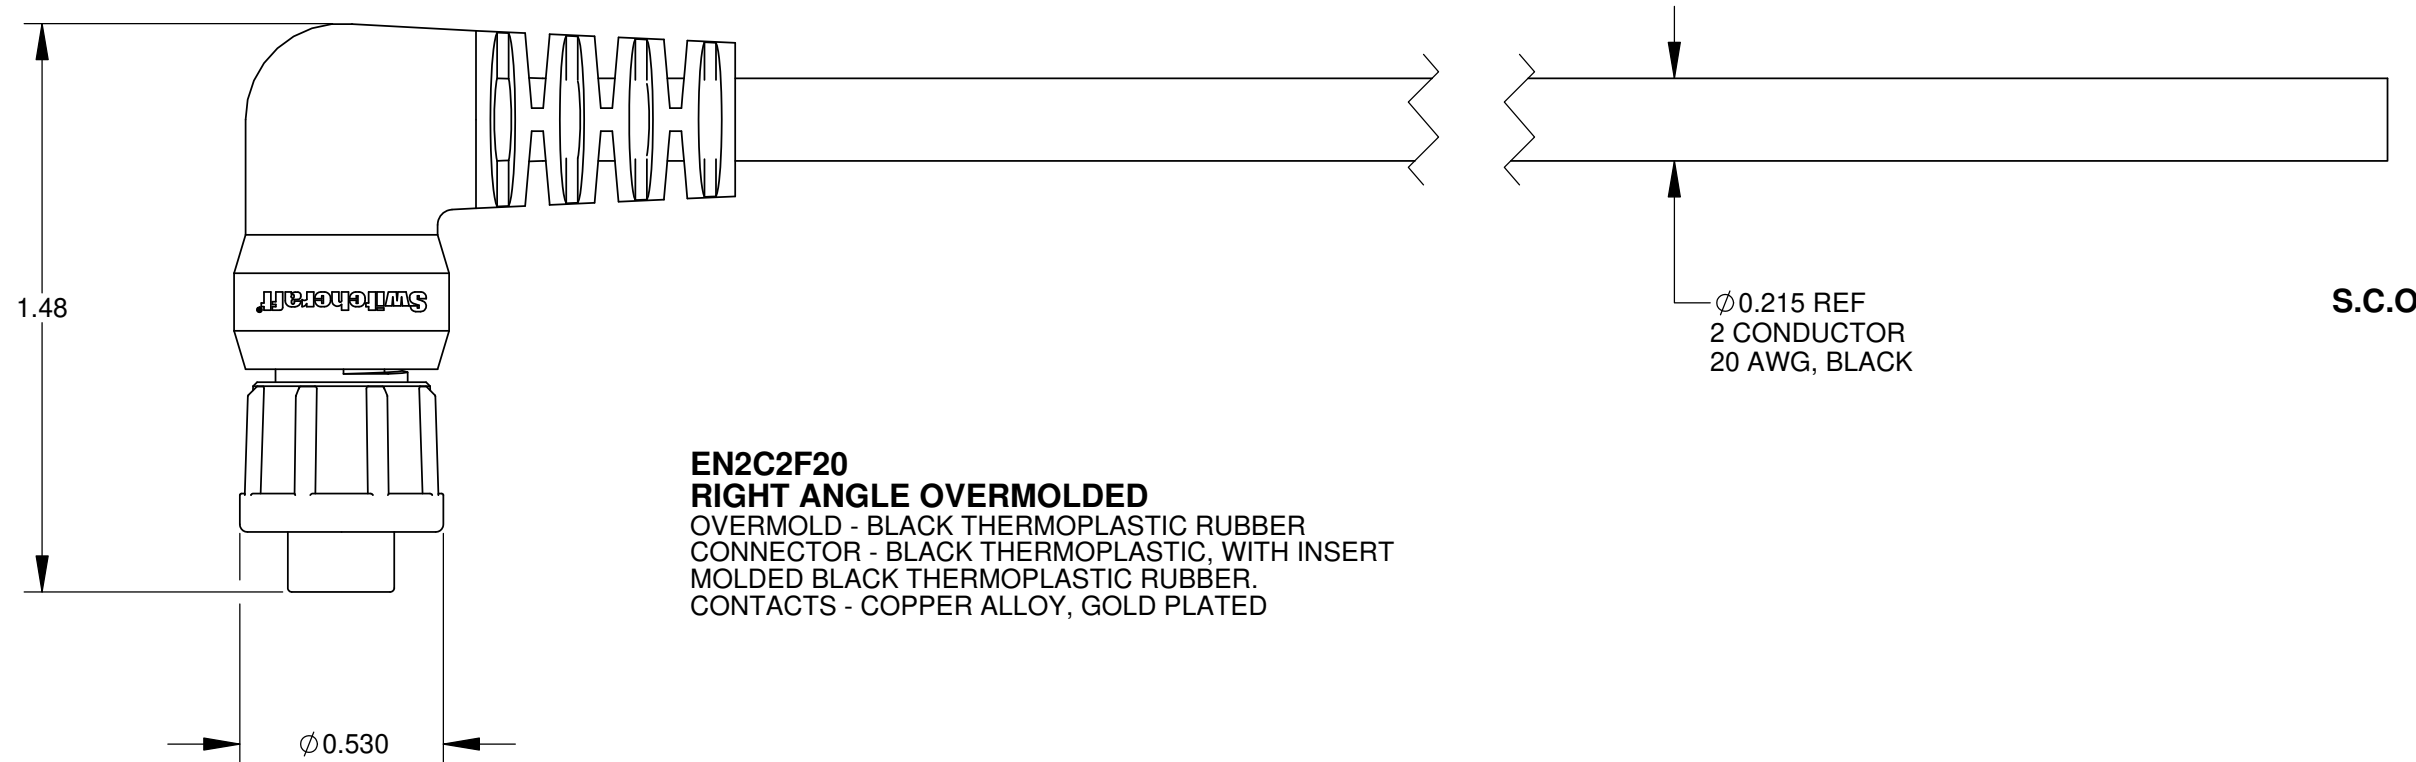 1.48
Switchcraft®
⌀0.215 REF
2 CONDUCTOR
20 AWG, BLACK
S.C.O
EN2C2F20
RIGHT ANGLE OVERMOLDED
OVERMOLD - BLACK THERMOPLASTIC RUBBER
CONNECTOR - BLACK THERMOPLASTIC, WITH INSERT
MOLDED BLACK THERMOPLASTIC RUBBER.
CONTACTS - COPPER ALLOY, GOLD PLATED
⌀0.530